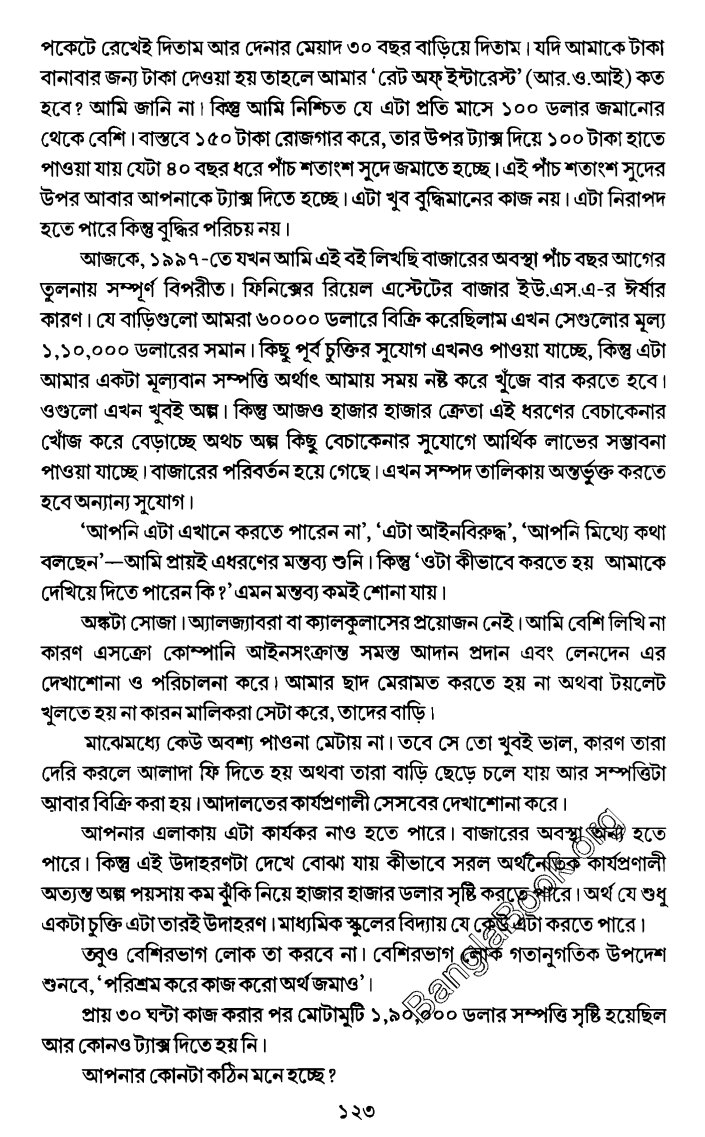 পকেটে রেখেই দিতাম আর দেনার মেয়াদ ৩০ বছর বাড়িয়ে দিতাম। যদি আমাকে টাকা
বানাবার জন্য টাকা দেওয়া হয় তাহলে আমার ‘রেট অফ্ ইন্টারেস্ট’ (আর.ও.আই) কত
হবে? আমি জানি না। কিন্তু আমি নিশ্চিত যে এটা প্রতি মাসে ১০০ ডলার জমানোর
থেকে বেশি। বাস্তবে ১৫০ টাকা রোজগার করে, তার উপর ট্যাক্স দিয়ে ১০০ টাকা হাতে
পাওয়া যায় যেটা ৪০ বছর ধরে পাঁচ শতাংশ সুদে জমাতে হচ্ছে। এই পাঁচ শতাংশ সুদের
উপর আবার আপনাকে ট্যাক্স দিতে হচ্ছে। এটা খুব বুদ্ধিমানের কাজ নয়। এটা নিরাপদ
হতে পারে কিন্তু বুদ্ধির পরিচয় নয়।
আজকে, ১৯৯৭-তে যখন আমি এই বই লিখছি বাজারের অবস্থা পাঁচ বছর আগের
তুলনায় সম্পূর্ণ বিপরীত। ফিনিক্সের রিয়েল এস্টেটের বাজার ইউ.এস.এ-র ঈর্ষার
কারণ। যে বাড়িগুলো আমরা ৬০০০০ ডলারে বিক্রি করেছিলাম এখন সেগুলোর মূল্য
১,১০,০০০ ডলারের সমান। কিছু পূর্ব চুক্তির সুযোগ এখনও পাওয়া যাচ্ছে, কিন্তু এটা
আমার একটা মূল্যবান সম্পত্তি অর্থাৎ আমায় সময় নষ্ট করে খুঁজে বার করতে হবে।
ওগুলো এখন খুবই অল্প। কিন্তু আজও হাজার হাজার ক্রেতা এই ধরণের বেচাকেনার
খোঁজ করে বেড়াচ্ছে অথচ অল্প কিছু বেচাকেনার সুযোগে আর্থিক লাভের সম্ভাবনা
পাওয়া যাচ্ছে। বাজারের পরিবর্তন হয়ে গেছে। এখন সম্পদ তালিকায় অন্তর্ভুক্ত করতে
হবে অন্যান্য সুযোগ।
‘আপনি এটা এখানে করতে পারেন না’, ‘এটা আইনবিরুদ্ধ’, ‘আপনি মিথ্যে কথা
বলছেন’—আমি প্রায়ই এধরণের মন্তব্য শুনি। কিন্তু ‘ওটা কীভাবে করতে হয় আমাকে
দেখিয়ে দিতে পারেন কি?’ এমন মন্তব্য কমই শোনা যায়।
অঙ্কটা সোজা। অ্যালজ্যাবরা বা ক্যালকুলাসের প্রয়োজন নেই। আমি বেশি লিখি না
কারণ এসক্রো কোম্পানি আইনসংক্রান্ত সমস্ত আদান প্রদান এবং লেনদেন এর
দেখাশোনা ও পরিচালনা করে। আমার ছাদ মেরামত করতে হয় না অথবা টয়লেট
খুলতে হয় না কারন মালিকরা সেটা করে, তাদের বাড়ি।
মাঝেমধ্যে কেউ অবশ্য পাওনা মেটায় না। তবে সে তো খুবই ভাল, কারণ তারা
দেরি করলে আলাদা ফি দিতে হয় অথবা তারা বাড়ি ছেড়ে চলে যায় আর সম্পত্তিটা
আবার বিক্রি করা হয়। আদালতের কার্যপ্রণালী সেসবের দেখাশোনা করে।
আপনার এলাকায় এটা কার্যকর নাও হতে পারে। বাজারের অবস্থা অন্য হতে
পারে। কিন্তু এই উদাহরণটা দেখে বোঝা যায় কীভাবে সরল অর্থনৈতিক কার্যপ্রণালী
অত্যন্ত অল্প পয়সায় কম ঝুঁকি নিয়ে হাজার হাজার ডলার সৃষ্টি করতে পারে। অর্থ যে শুধু
একটা চুক্তি এটা তারই উদাহরণ। মাধ্যমিক স্কুলের বিদ্যায় যে কেউ এটা করতে পারে।
তবুও বেশিরভাগ লোক তা করবে না। বেশিরভাগ লোক গতানুগতিক উপদেশ
শুনবে, ‘পরিশ্রম করে কাজ করো অর্থ জমাও’।
প্রায় ৩০ ঘন্টা কাজ করার পর মোটামুটি ১,৯০,০০০ ডলার সম্পত্তি সৃষ্টি হয়েছিল
আর কোনও ট্যাক্স দিতে হয় নি।
আপনার কোনটা কঠিন মনে হচ্ছে?
১২৩
BanglaBook.org